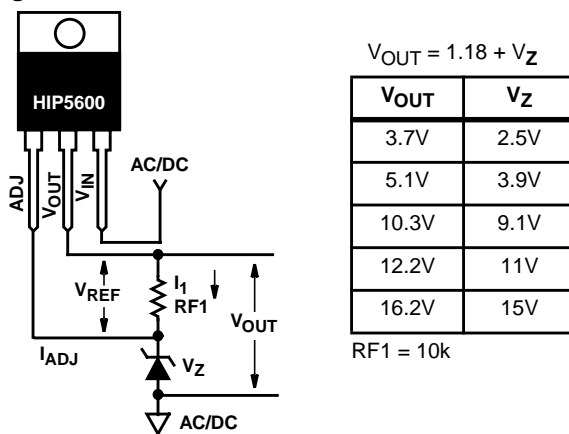 HIP5600
ADJ
VOUT
VIN
AC/DC
VREF
I1
RF1
VOUT
IADJ
VZ
AC/DC
VOUT = 1.18 + VZ
VOUT VZ
3.7V 2.5V
5.1V 3.9V
10.3V 9.1V
12.2V 11V
16.2V 15V
RF1 = 10k